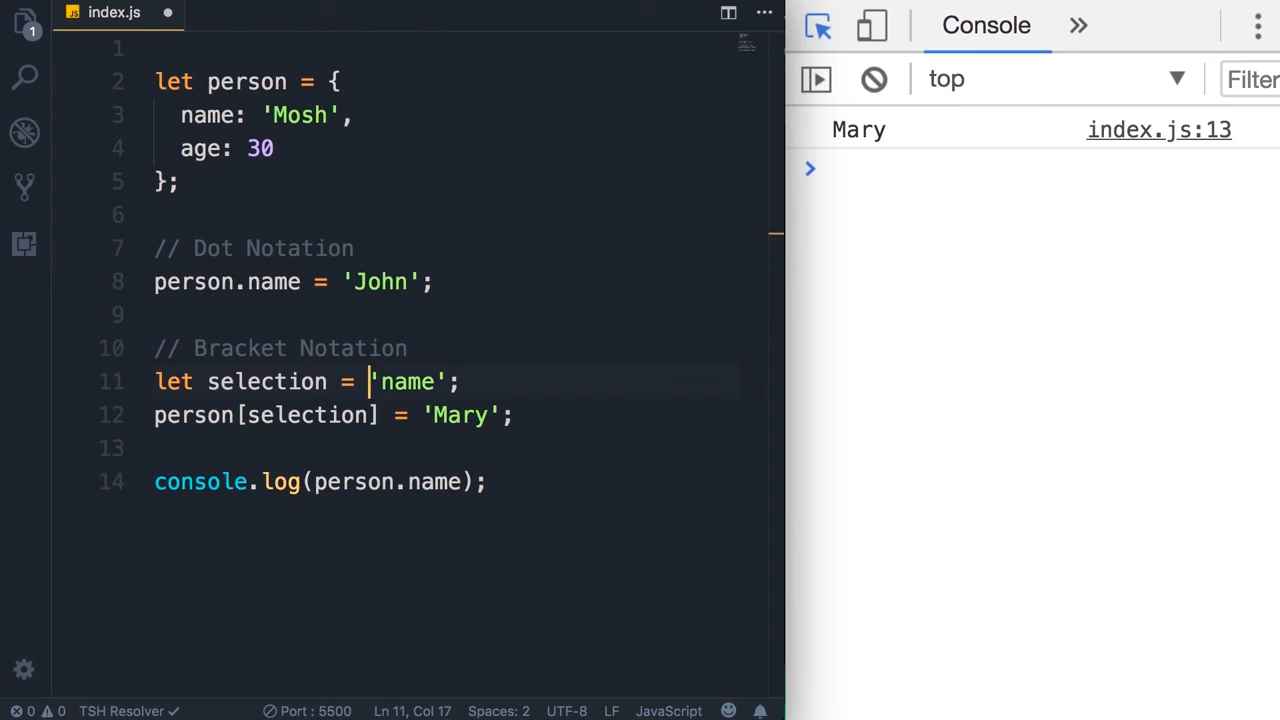 index.js
1
1
2 let person = {
3 name: 'Mosh',
4 age: 30
5 };
6
7 // Dot Notation
8 person.name = 'John';
9
10 // Bracket Notation
11 let selection = 'name';
12 person[selection] = 'Mary';
13
14 console.log(person.name);
0 0 TSH Resolver ✓ Port : 5500 Ln 11, Col 17 Spaces: 2 UTF-8 LF JavaScript
Console »
top ▼ Filter
Mary index.js:13
>